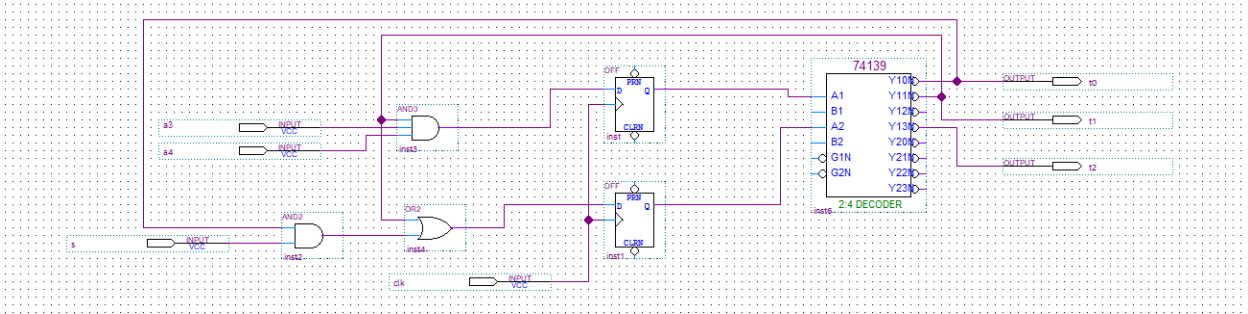 74139
DFF
PRN
D
Q
CLRN
inst
A1
B1
A2
B2
G1N
G2N
Y10N
Y11N
Y12N
Y13N
Y20N
Y21N
Y22N
Y23N
inst6
2:4 DECODER
OUTPUT
t0
OUTPUT
t1
OUTPUT
t2
AND3
inst3
a3
INPUT
VCC
a4
INPUT
VCC
DFF
PRN
D
Q
CLRN
inst1
OR2
inst4
AND2
inst2
s
INPUT
VCC
clk
INPUT
VCC